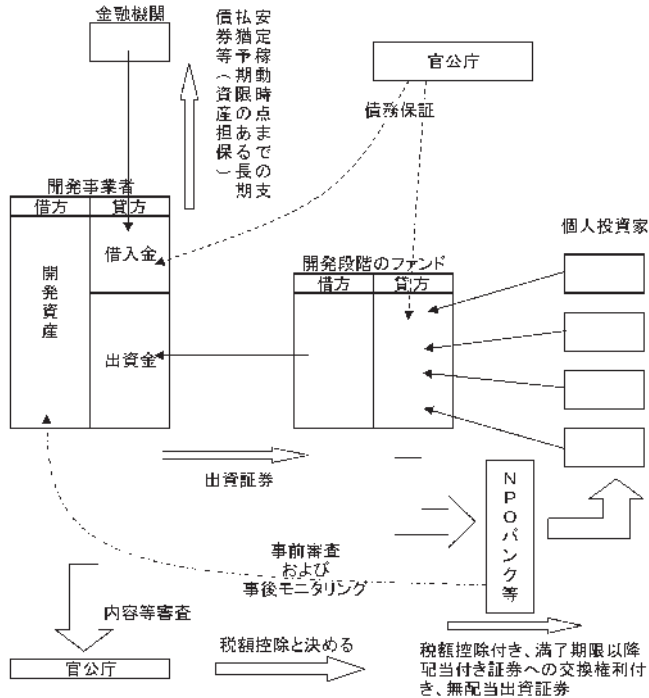 金融機関
安定稼動時点までの支
払猶予期限のある長期
債券等（資産担保）
官公庁
債務保証
開発事業者
借方
貸方
借入金
開発資産
出資金
個人投資家
開発段階のファンド
借方
貸方
出資証券
NPOバンク等
事前審査
および
事後モニタリング
内容等審査
官公庁
税額控除と決める
税額控除付き、満了期限以降
配当付き証券への交換権利付
き、無配当出資証券